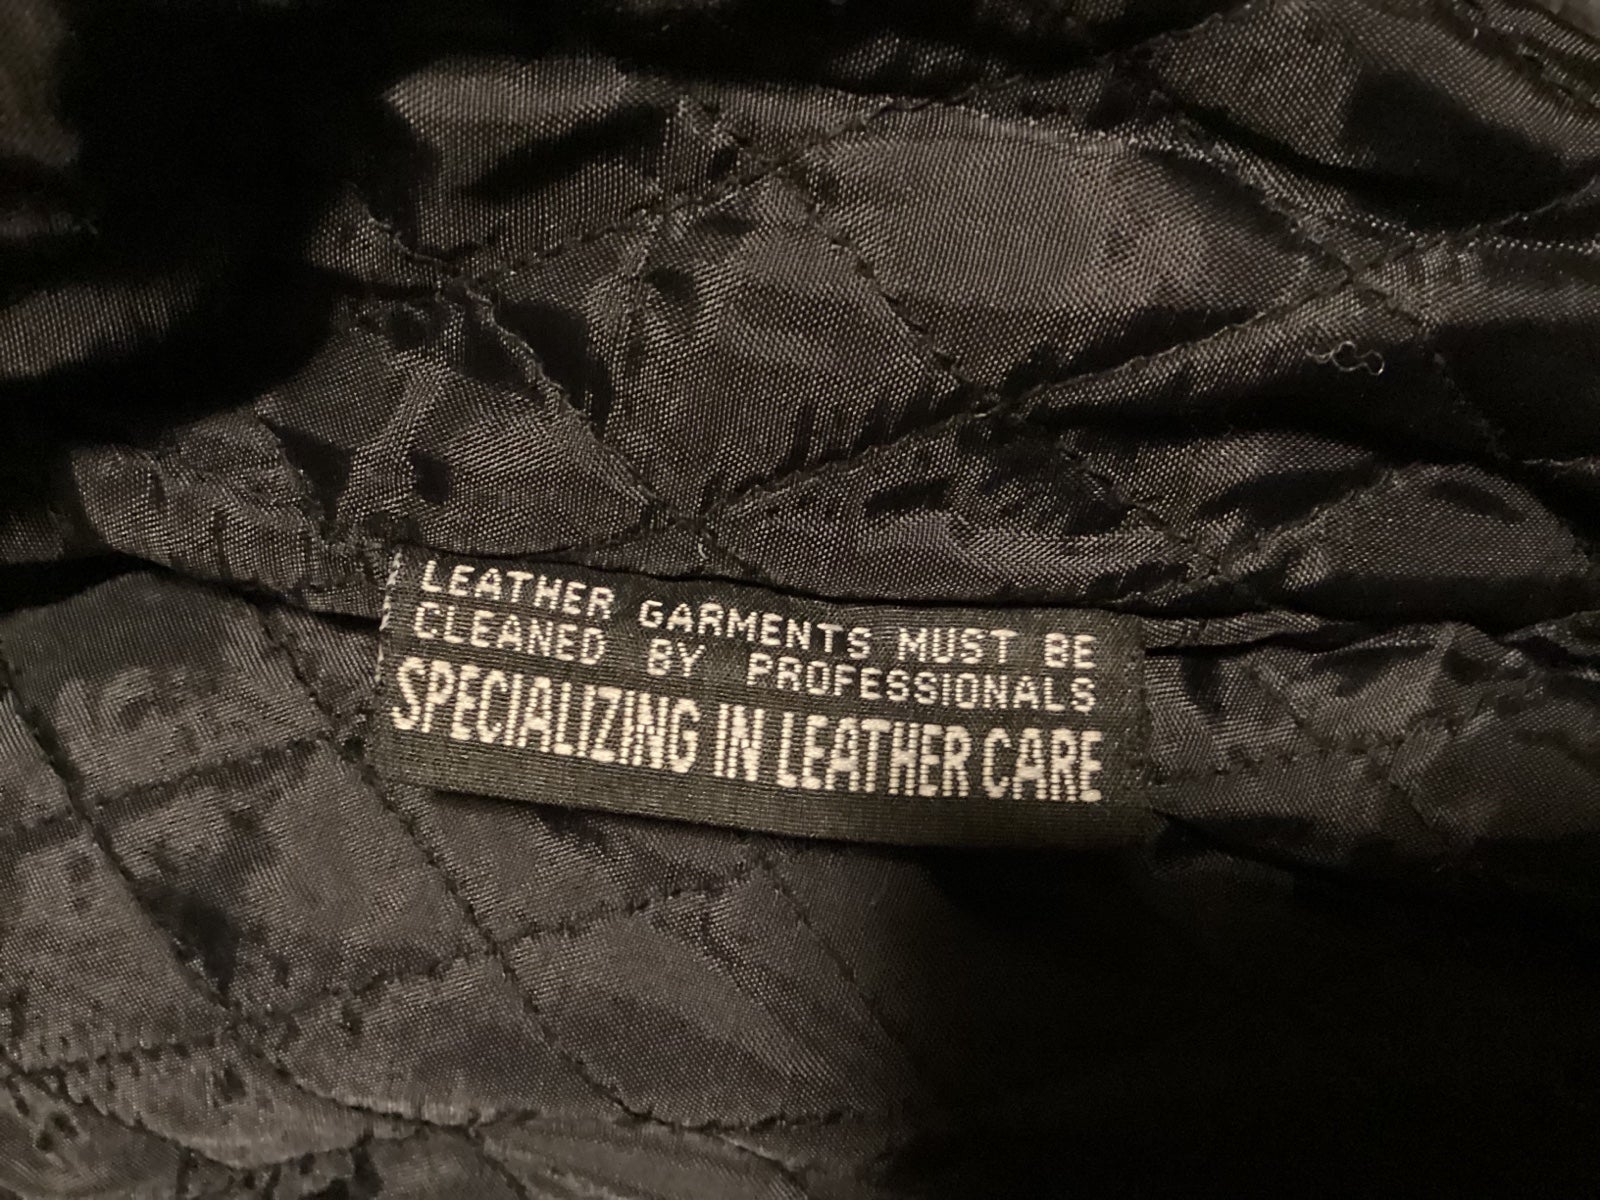 LEATHER GARMENTS MUST BE
CLEANED BY PROFESSIONALS
SPECIALIZING IN LEATHER CARE